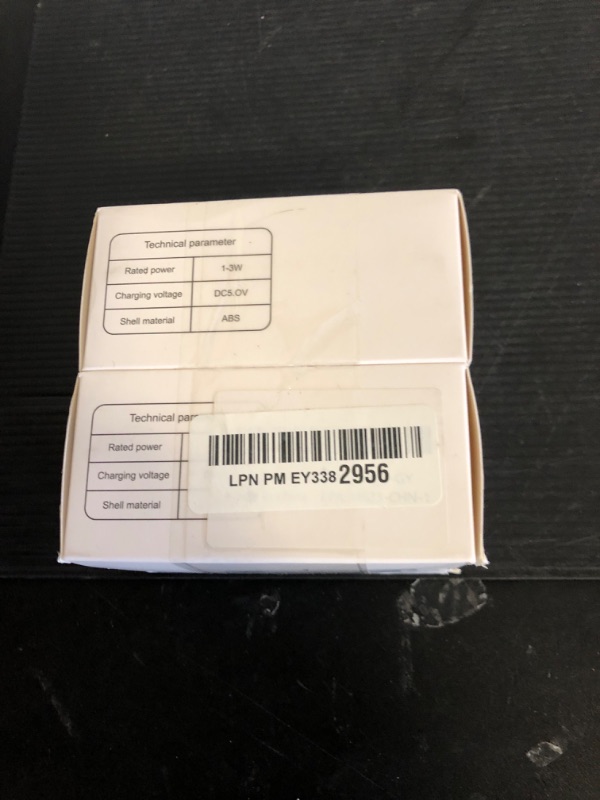 Technical parameter
Rated power 1-3W
Charging voltage DC5.OV
Shell material ABS
Technical par
Rated power
Charging voltage
Shell material
LPN PM EY3382956